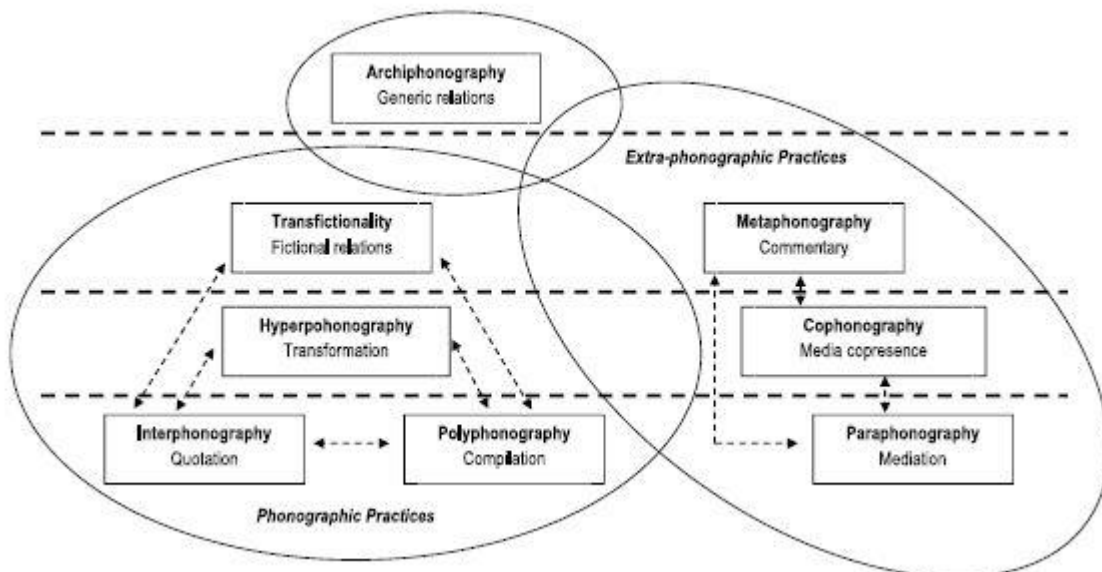 Archiphonography
Generic relations
Extra-phonographic Practices
Transfictionality
Fictional relations
Metaphonography
Commentary
Hyperpohonography
Transformation
Cophonography
Media copresence
Interphonography
Quotation
Polyphonography
Compilation
Paraphonography
Mediation
Phonographic Practices